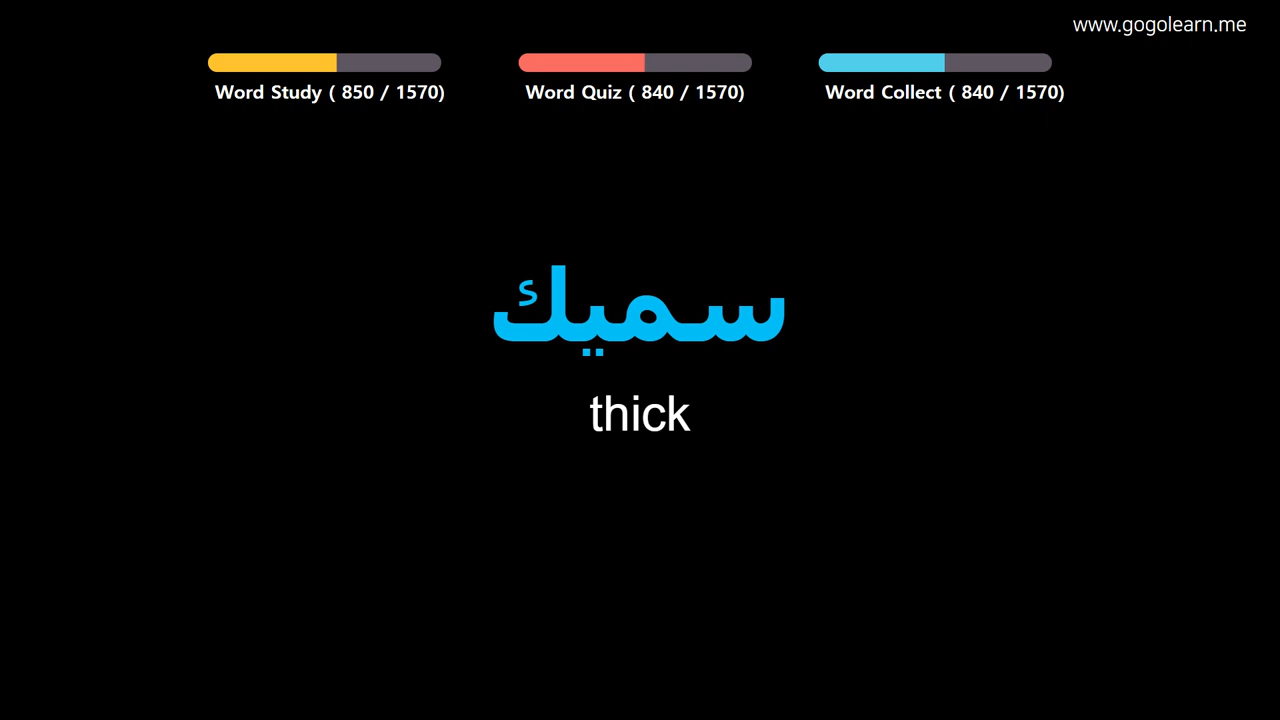 www.gogolearn.me
Word Study ( 850 / 1570)
Word Quiz ( 840 / 1570)
Word Collect ( 840 / 1570)
سميك
thick